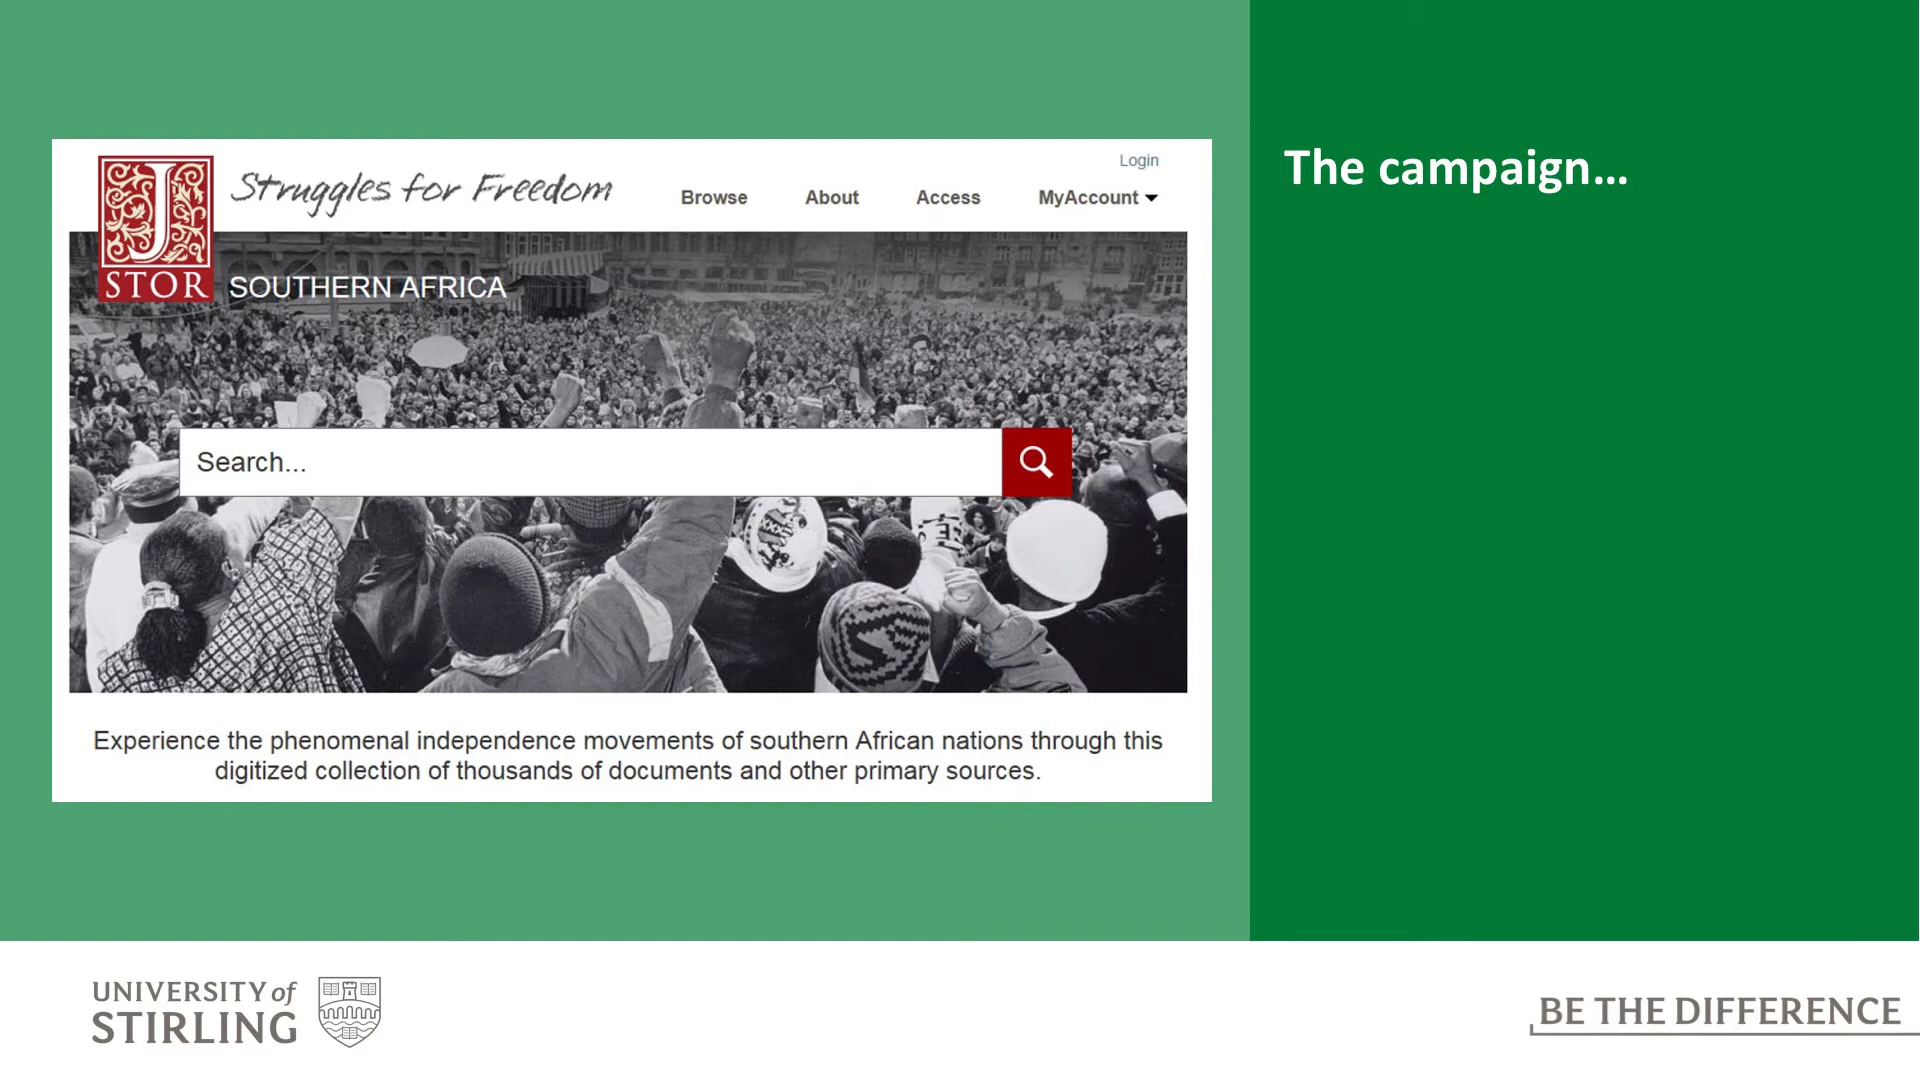 The campaign...
Login
Struggles for Freedom
Browse About Access MyAccount
J
STOR
SOUTHERN AFRICA
Search...
Experience the phenomenal independence movements of southern African nations through this
digitized collection of thousands of documents and other primary sources.
UNIVERSITY of
STIRLING
BE THE DIFFERENCE